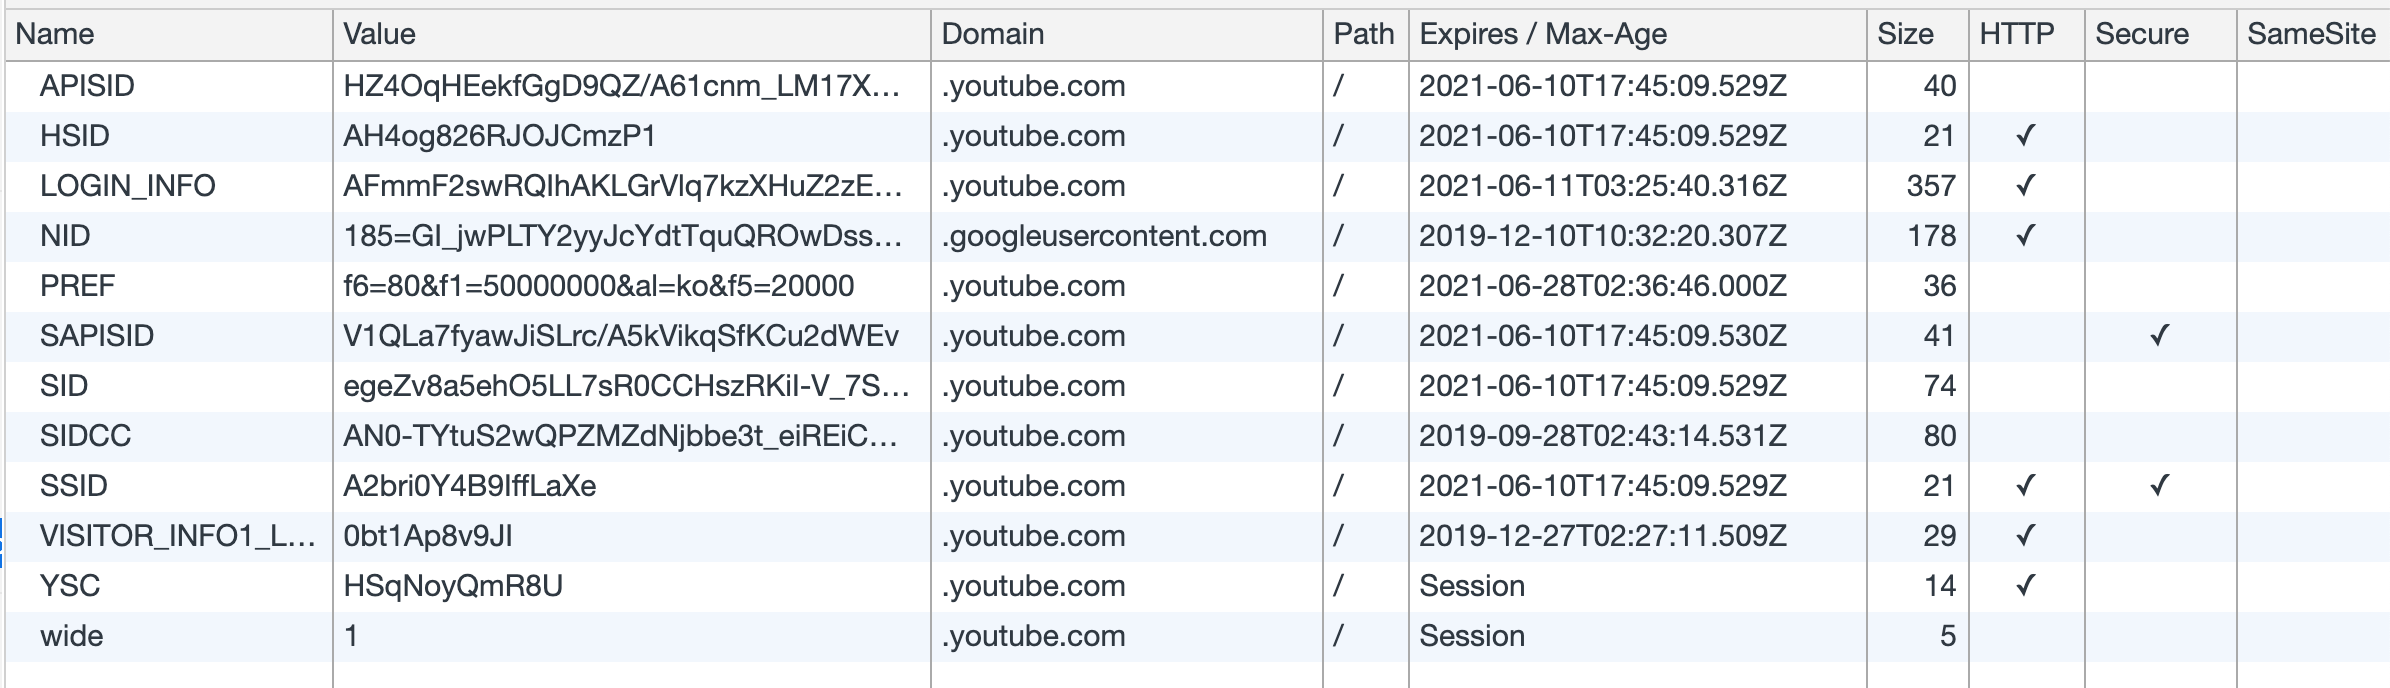 Name Value Domain Path Expires / Max-Age Size HTTP Secure SameSite
APISID HZ4OqHEekfGgD9QZ/A61cnm_LM17X... .youtube.com / 2021-06-10T17:45:09.529Z 40
HSID AH4og826RJOJCmzP1 .youtube.com / 2021-06-10T17:45:09.529Z 21 ✓
LOGIN_INFO AFmmF2swRQIhAKLGrVlq7kzXHuZ2zE... .youtube.com / 2021-06-11T03:25:40.316Z 357 ✓
NID 185=GI_jwPLTY2yyJcYdtTquQROwDss... .googleusercontent.com / 2019-12-10T10:32:20.307Z 178 ✓
PREF f6=80&f1=50000000&al=ko&f5=20000 .youtube.com / 2021-06-28T02:36:46.000Z 36
SAPISID V1QLa7fyawJiSLrc/A5kVikqSfKCu2dWEv .youtube.com / 2021-06-10T17:45:09.530Z 41 ✓
SID egeZv8a5ehO5LL7sR0CCHszRKiI-V_7S... .youtube.com / 2021-06-10T17:45:09.529Z 74
SIDCC AN0-TYtuS2wQPZMZdNjbbe3t_eiREiC... .youtube.com / 2019-09-28T02:43:14.531Z 80
SSID A2bri0Y4B9IffLaXe .youtube.com / 2021-06-10T17:45:09.529Z 21 ✓ ✓
VISITOR_INFO1_L... 0bt1Ap8v9JI .youtube.com / 2019-12-27T02:27:11.509Z 29 ✓
YSC HSqNoyQmR8U .youtube.com / Session 14 ✓
wide 1 .youtube.com / Session 5